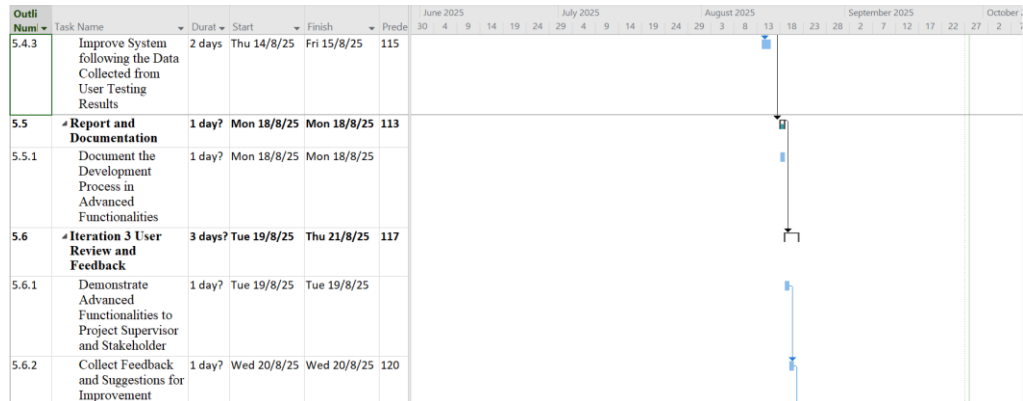 Outli
Num
Task Name
Durat
Start
Finish
Prede
June 2025
July 2025
August 2025
September 2025
October
30 4 9 14 19 24 29 4 9 14 19 24 29 3 8 13 18 23 28 2 7 12 17 22 27 2
5.4.3 Improve System 2 days Thu 14/8/25 Fri 15/8/25 115
following the Data
Collected from
User Testing
Results
5.5 Report and 1 day? Mon 18/8/25 Mon 18/8/25 113
Documentation
5.5.1 Document the 1 day? Mon 18/8/25 Mon 18/8/25
Development
Process in
Advanced
Functionalities
5.6 Iteration 3 User 3 days? Tue 19/8/25 Thu 21/8/25 117
Review and
Feedback
5.6.1 Demonstrate 1 day? Tue 19/8/25 Tue 19/8/25
Advanced
Functionalities to
Project Supervisor
and Stakeholder
5.6.2 Collect Feedback 1 day? Wed 20/8/25 Wed 20/8/25 120
and Suggestions for
Improvement